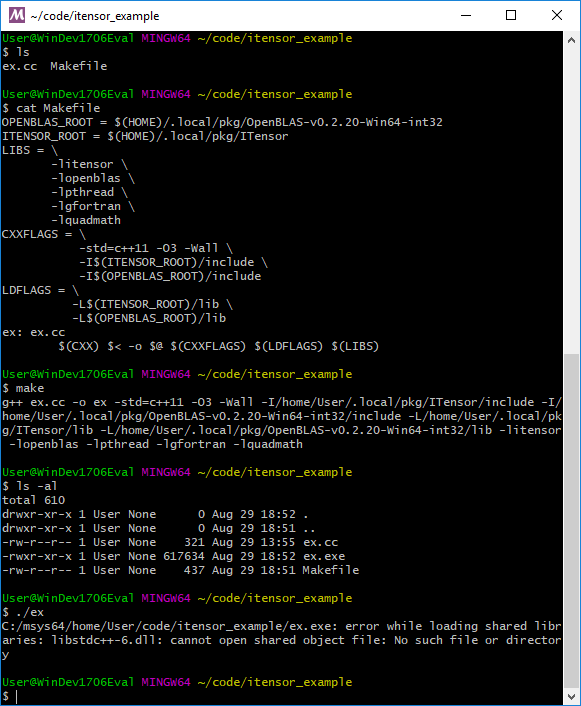 M ~/code/itensor_example
User@WinDev1706Eval MINGW64 ~/code/itensor_example
$ ls
ex.cc  Makefile
User@WinDev1706Eval MINGW64 ~/code/itensor_example
$ cat Makefile
OPENBLAS_ROOT = $(HOME)/.local/pkg/OpenBLAS-v0.2.20-Win64-int32
ITENSOR_ROOT = $(HOME)/.local/pkg/ITensor
LIBS = \
       -litensor \
       -lopenblas \
       -lpthread \
       -lgfortran \
       -lquadmath
CXXFLAGS = \
           -std=c++11 -O3 -Wall \
           -I$(ITENSOR_ROOT)/include \
           -I$(OPENBLAS_ROOT)/include
LDFLAGS = \
          -L$(ITENSOR_ROOT)/lib \
          -L$(OPENBLAS_ROOT)/lib
ex: ex.cc
        $(CXX) $< -o $@ $(CXXFLAGS) $(LDFLAGS) $(LIBS)
User@WinDev1706Eval MINGW64 ~/code/itensor_example
$ make
g++ ex.cc -o ex -std=c++11 -O3 -Wall -I/home/User/.local/pkg/ITensor/include -I/
home/User/.local/pkg/OpenBLAS-v0.2.20-Win64-int32/include -L/home/User/.local/pk
g/ITensor/lib -L/home/User/.local/pkg/OpenBLAS-v0.2.20-Win64-int32/lib -litensor
 -lopenblas -lpthread -lgfortran -lquadmath
User@WinDev1706Eval MINGW64 ~/code/itensor_example
$ ls -al
total 610
drwxr-xr-x 1 User None      0 Aug 29 18:52 .
drwxr-xr-x 1 User None      0 Aug 29 18:51 ..
-rw-r--r-- 1 User None    321 Aug 29 13:55 ex.cc
-rwxr-xr-x 1 User None 617634 Aug 29 18:52 ex.exe
-rw-r--r-- 1 User None    437 Aug 29 18:51 Makefile
User@WinDev1706Eval MINGW64 ~/code/itensor_example
$ ./ex
C:/msys64/home/User/code/itensor_example/ex.exe: error while loading shared libr
aries: libstdc++-6.dll: cannot open shared object file: No such file or director
y
User@WinDev1706Eval MINGW64 ~/code/itensor_example
$